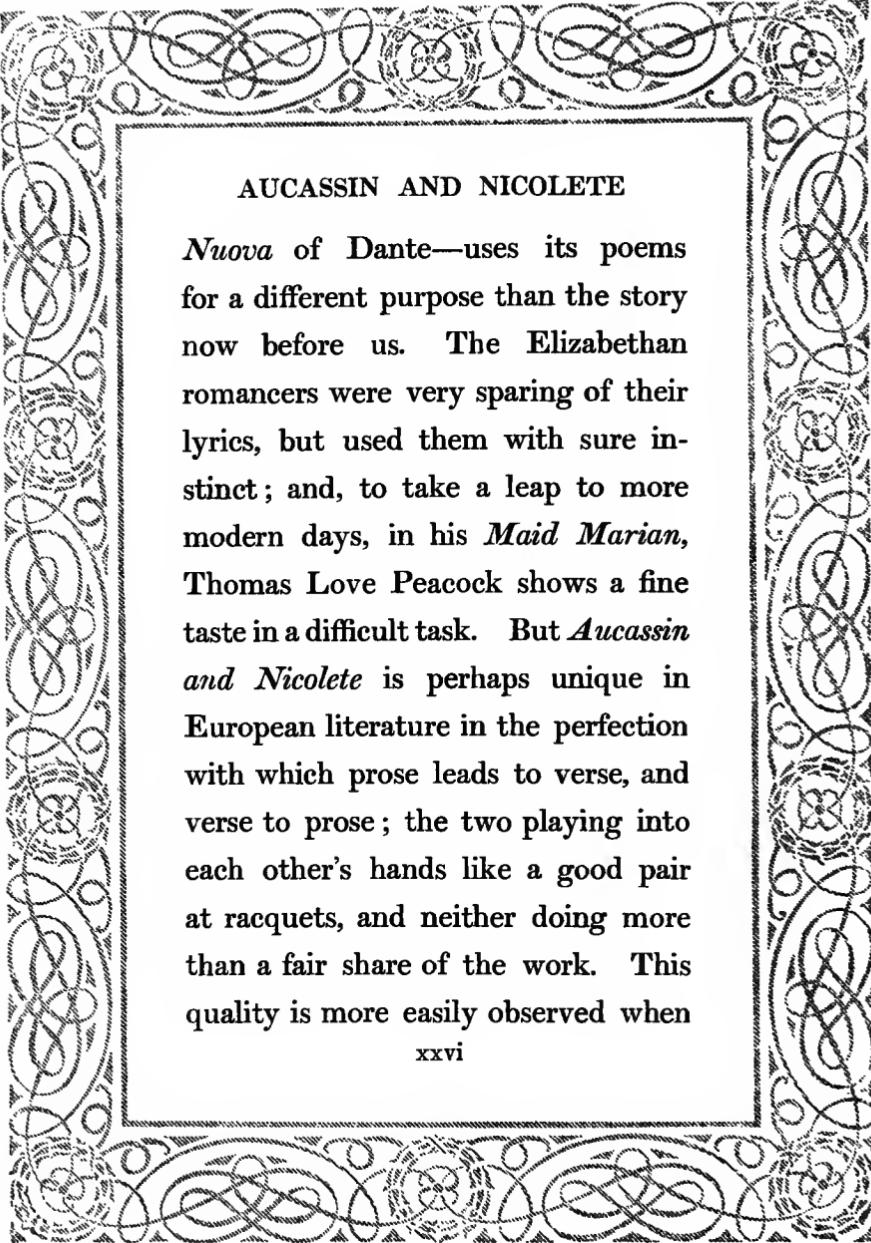 AUCASSIN AND NICOLETE
Nuova of Dante—uses its poems
for a different purpose than the story
now before us. The Elizabethan
romancers were very sparing of their
lyrics, but used them with sure in-
stinct; and, to take a leap to more
modern days, in his Maid Marian,
Thomas Love Peacock shows a fine
taste in a difficult task. But Aucassin
and Nicolete is perhaps unique in
European literature in the perfection
with which prose leads to verse, and
verse to prose; the two playing into
each other's hands like a good pair
at racquets, and neither doing more
than a fair share of the work. This
quality is more easily observed when
xxvi